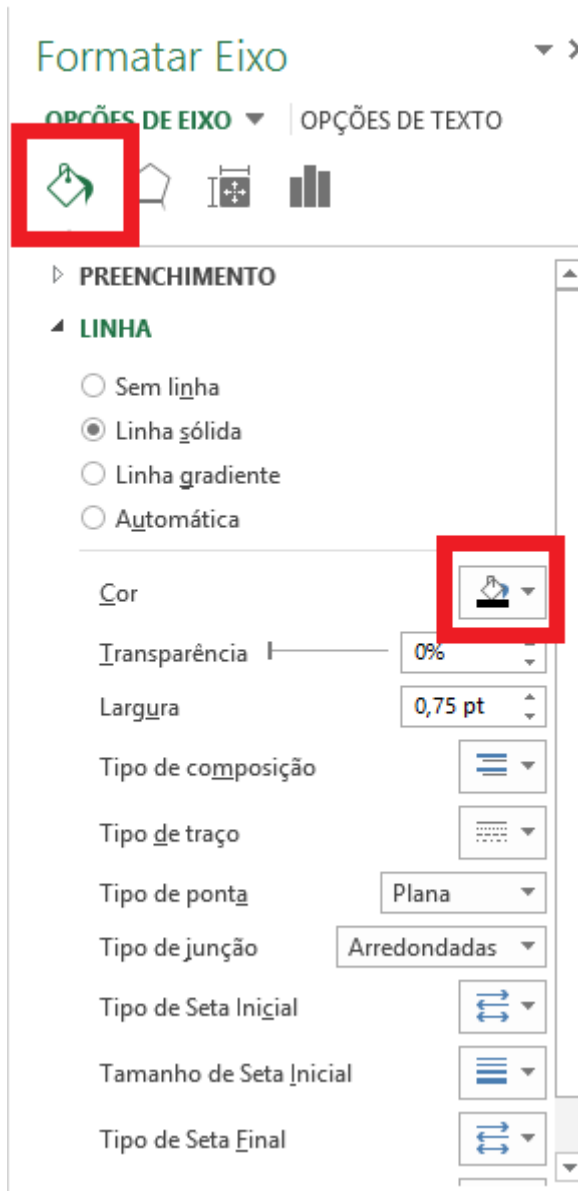 Formatar Eixo
OPÇÕES DE EIXO OPÇÕES DE TEXTO
PREENCHIMENTO
LINHA
Sem linha
Linha sólida
Linha gradiente
Automática
Cor
Transparência 0%
Largura 0,75 pt
Tipo de composição
Tipo de traço
Tipo de ponta Plana
Tipo de junção Arredondadas
Tipo de Seta Inicial
Tamanho de Seta Inicial
Tipo de Seta Final